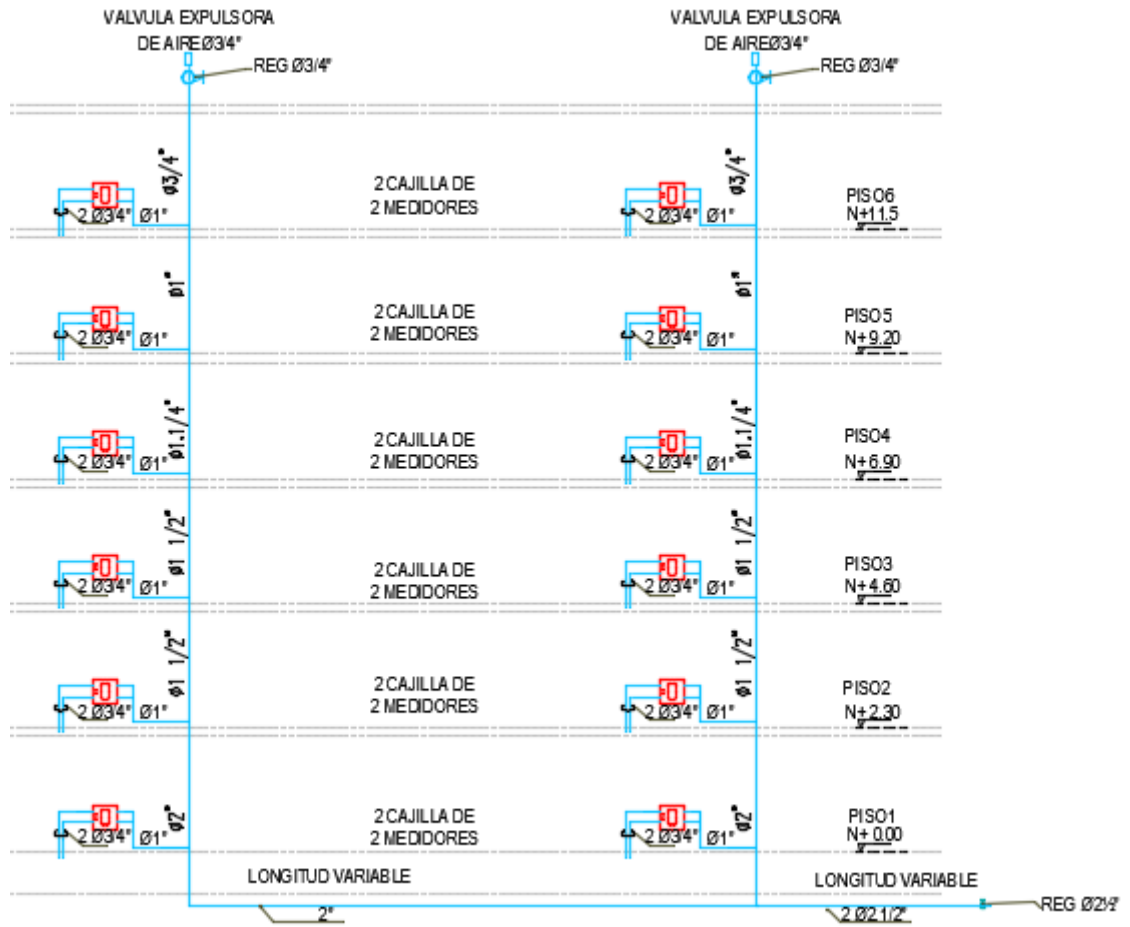 VALVULA EXPULSORA
DE AIRE Ø3/4"
REG Ø3/4"
VALVULA EXPULSORA
DE AIRE Ø3/4"
REG Ø3/4"
Ø3/4"
2 Ø3/4" Ø1"
2 CAJILLA DE
2 MEDIDORES
Ø3/4"
2 Ø3/4" Ø1"
PISO6
N+11.5
Ø1"
2 Ø3/4" Ø1"
2 CAJILLA DE
2 MEDIDORES
Ø1"
2 Ø3/4" Ø1"
PISO5
N+9.20
Ø1.1/4"
2 Ø3/4" Ø1"
2 CAJILLA DE
2 MEDIDORES
Ø1.1/4"
2 Ø3/4" Ø1"
PISO4
N+6.90
Ø1 1/2"
2 Ø3/4" Ø1"
2 CAJILLA DE
2 MEDIDORES
Ø1 1/2"
2 Ø3/4" Ø1"
PISO3
N+4.60
Ø1 1/2"
2 Ø3/4" Ø1"
2 CAJILLA DE
2 MEDIDORES
Ø1 1/2"
2 Ø3/4" Ø1"
PISO2
N+2.30
Ø2"
2 Ø3/4" Ø1"
2 CAJILLA DE
2 MEDIDORES
Ø2"
2 Ø3/4" Ø1"
PISO1
N+0.00
LONGITUD VARIABLE
2"
LONGITUD VARIABLE
2 Ø2 1/2"
REG Ø2½"